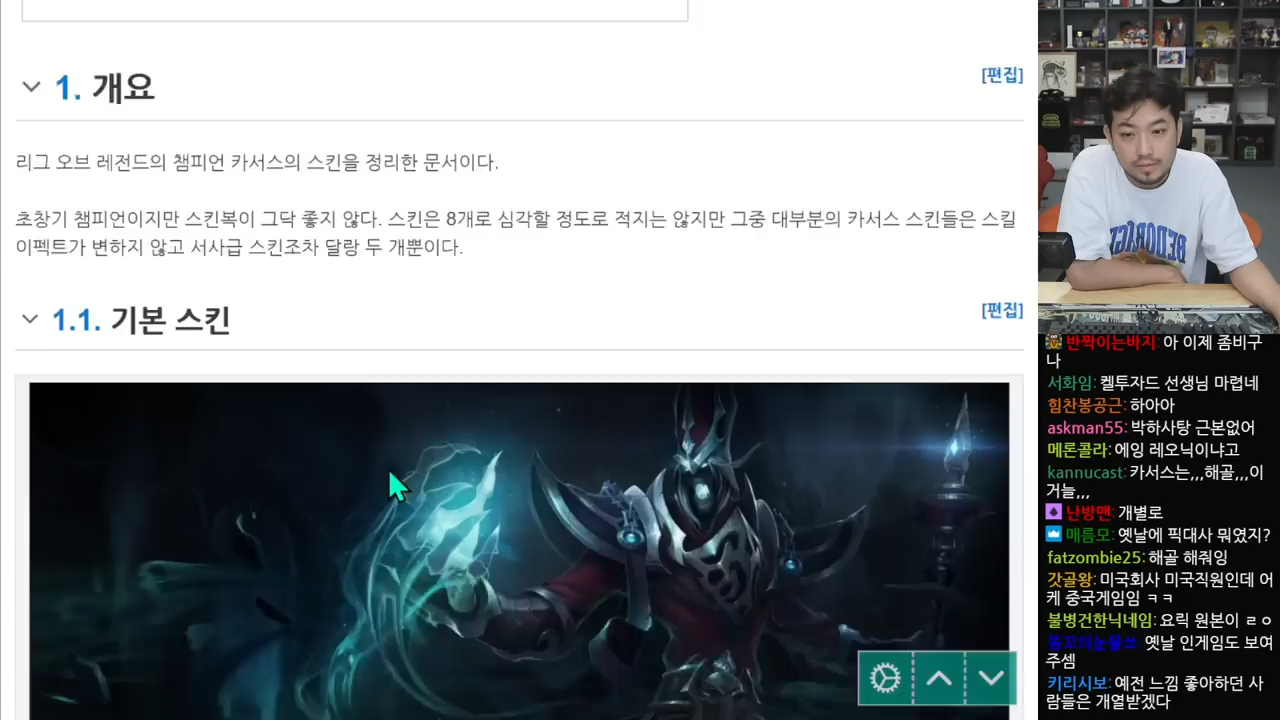 1. 개요
[편집]
리그 오브 레전드의 챔피언 카서스의 스킨을 정리한 문서이다.
초창기 챔피언이지만 스킨복이 그닥 좋지 않다. 스킨은 8개로 심각할 정도로 적지는 않지만 그중 대부분의 카서스 스킨들은 스킬
이펙트가 변하지 않고 서사급 스킨조차 달랑 두 개뿐이다.
1.1. 기본 스킨
[편집]
반짝이는바지: 아 이제 좀비구
나
서화임: 켈투자드 선생님 마렵네
힘찬봉공근: 하아아
askman55: 박하사탕 근본없어
메론콜라: 에잉 레오닉이냐고
kannucast: 카서스는,,,해골,,,이
거늘,,,
난방맨: 개별로
매름모: 옛날에 픽대사 뭐였지?
fatzombie25: 해골 해줘잉
갓골왕: 미국회사 미국직원인데 어
케 중국게임임 ㅋㅋ
불병건한닉네임: 요릭 원본이 ㄹㅇ
옛날 인게임도 보여
주셈
키리시보: 예전 느낌 좋아하던 사
람들은 개열받겠다